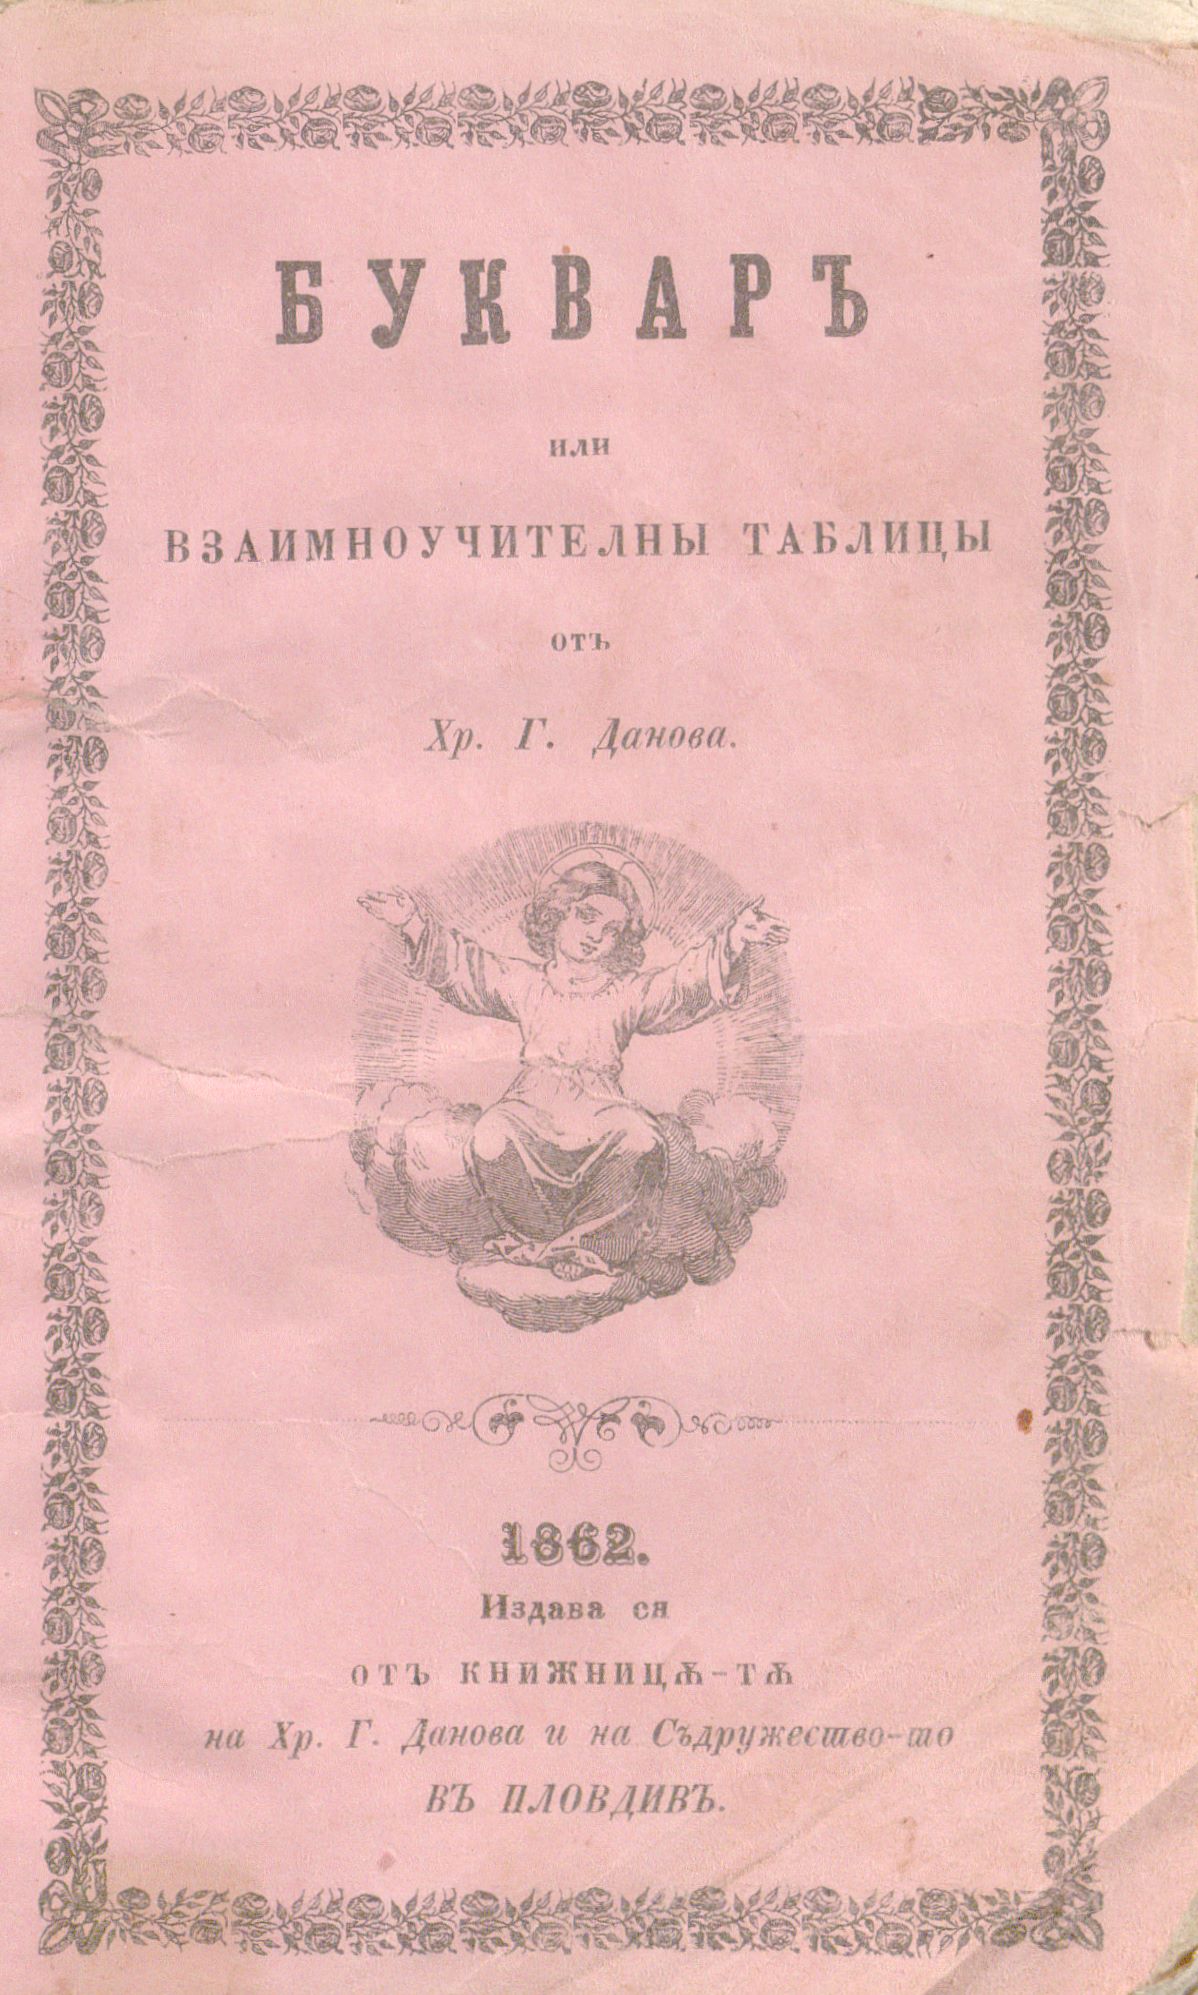 БУКВАРЪ
или
ВЗАИМНОУЧИТЕЛНЫ ТАБЛИЦЫ
отъ
Хр. Г. Данова.
1862.
Издава ся
отъ книжницѫ-тѫ
на Хр. Г. Данова и на Съдружество-то
ВЪ ПЛОВДИВЪ.